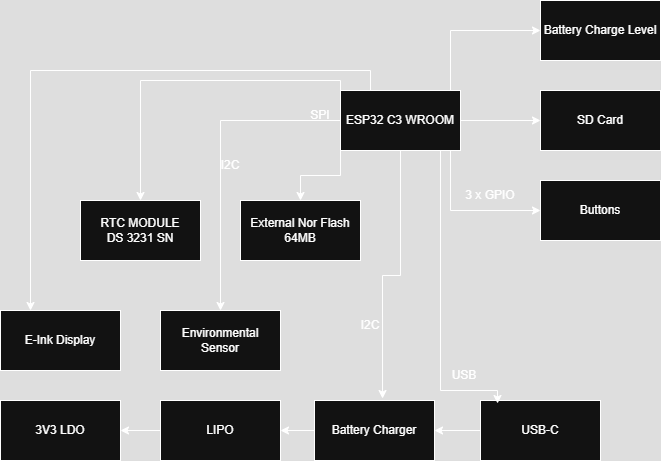 Battery Charge Level
ESP32 C3 WROOM
SPI
SD Card
I2C
3 x GPIO
RTC MODULE
DS 3231 SN
External Nor Flash
64MB
Buttons
I2C
E-Ink Display
Environmental
Sensor
USB
3V3 LDO
LIPO
Battery Charger
USB-C